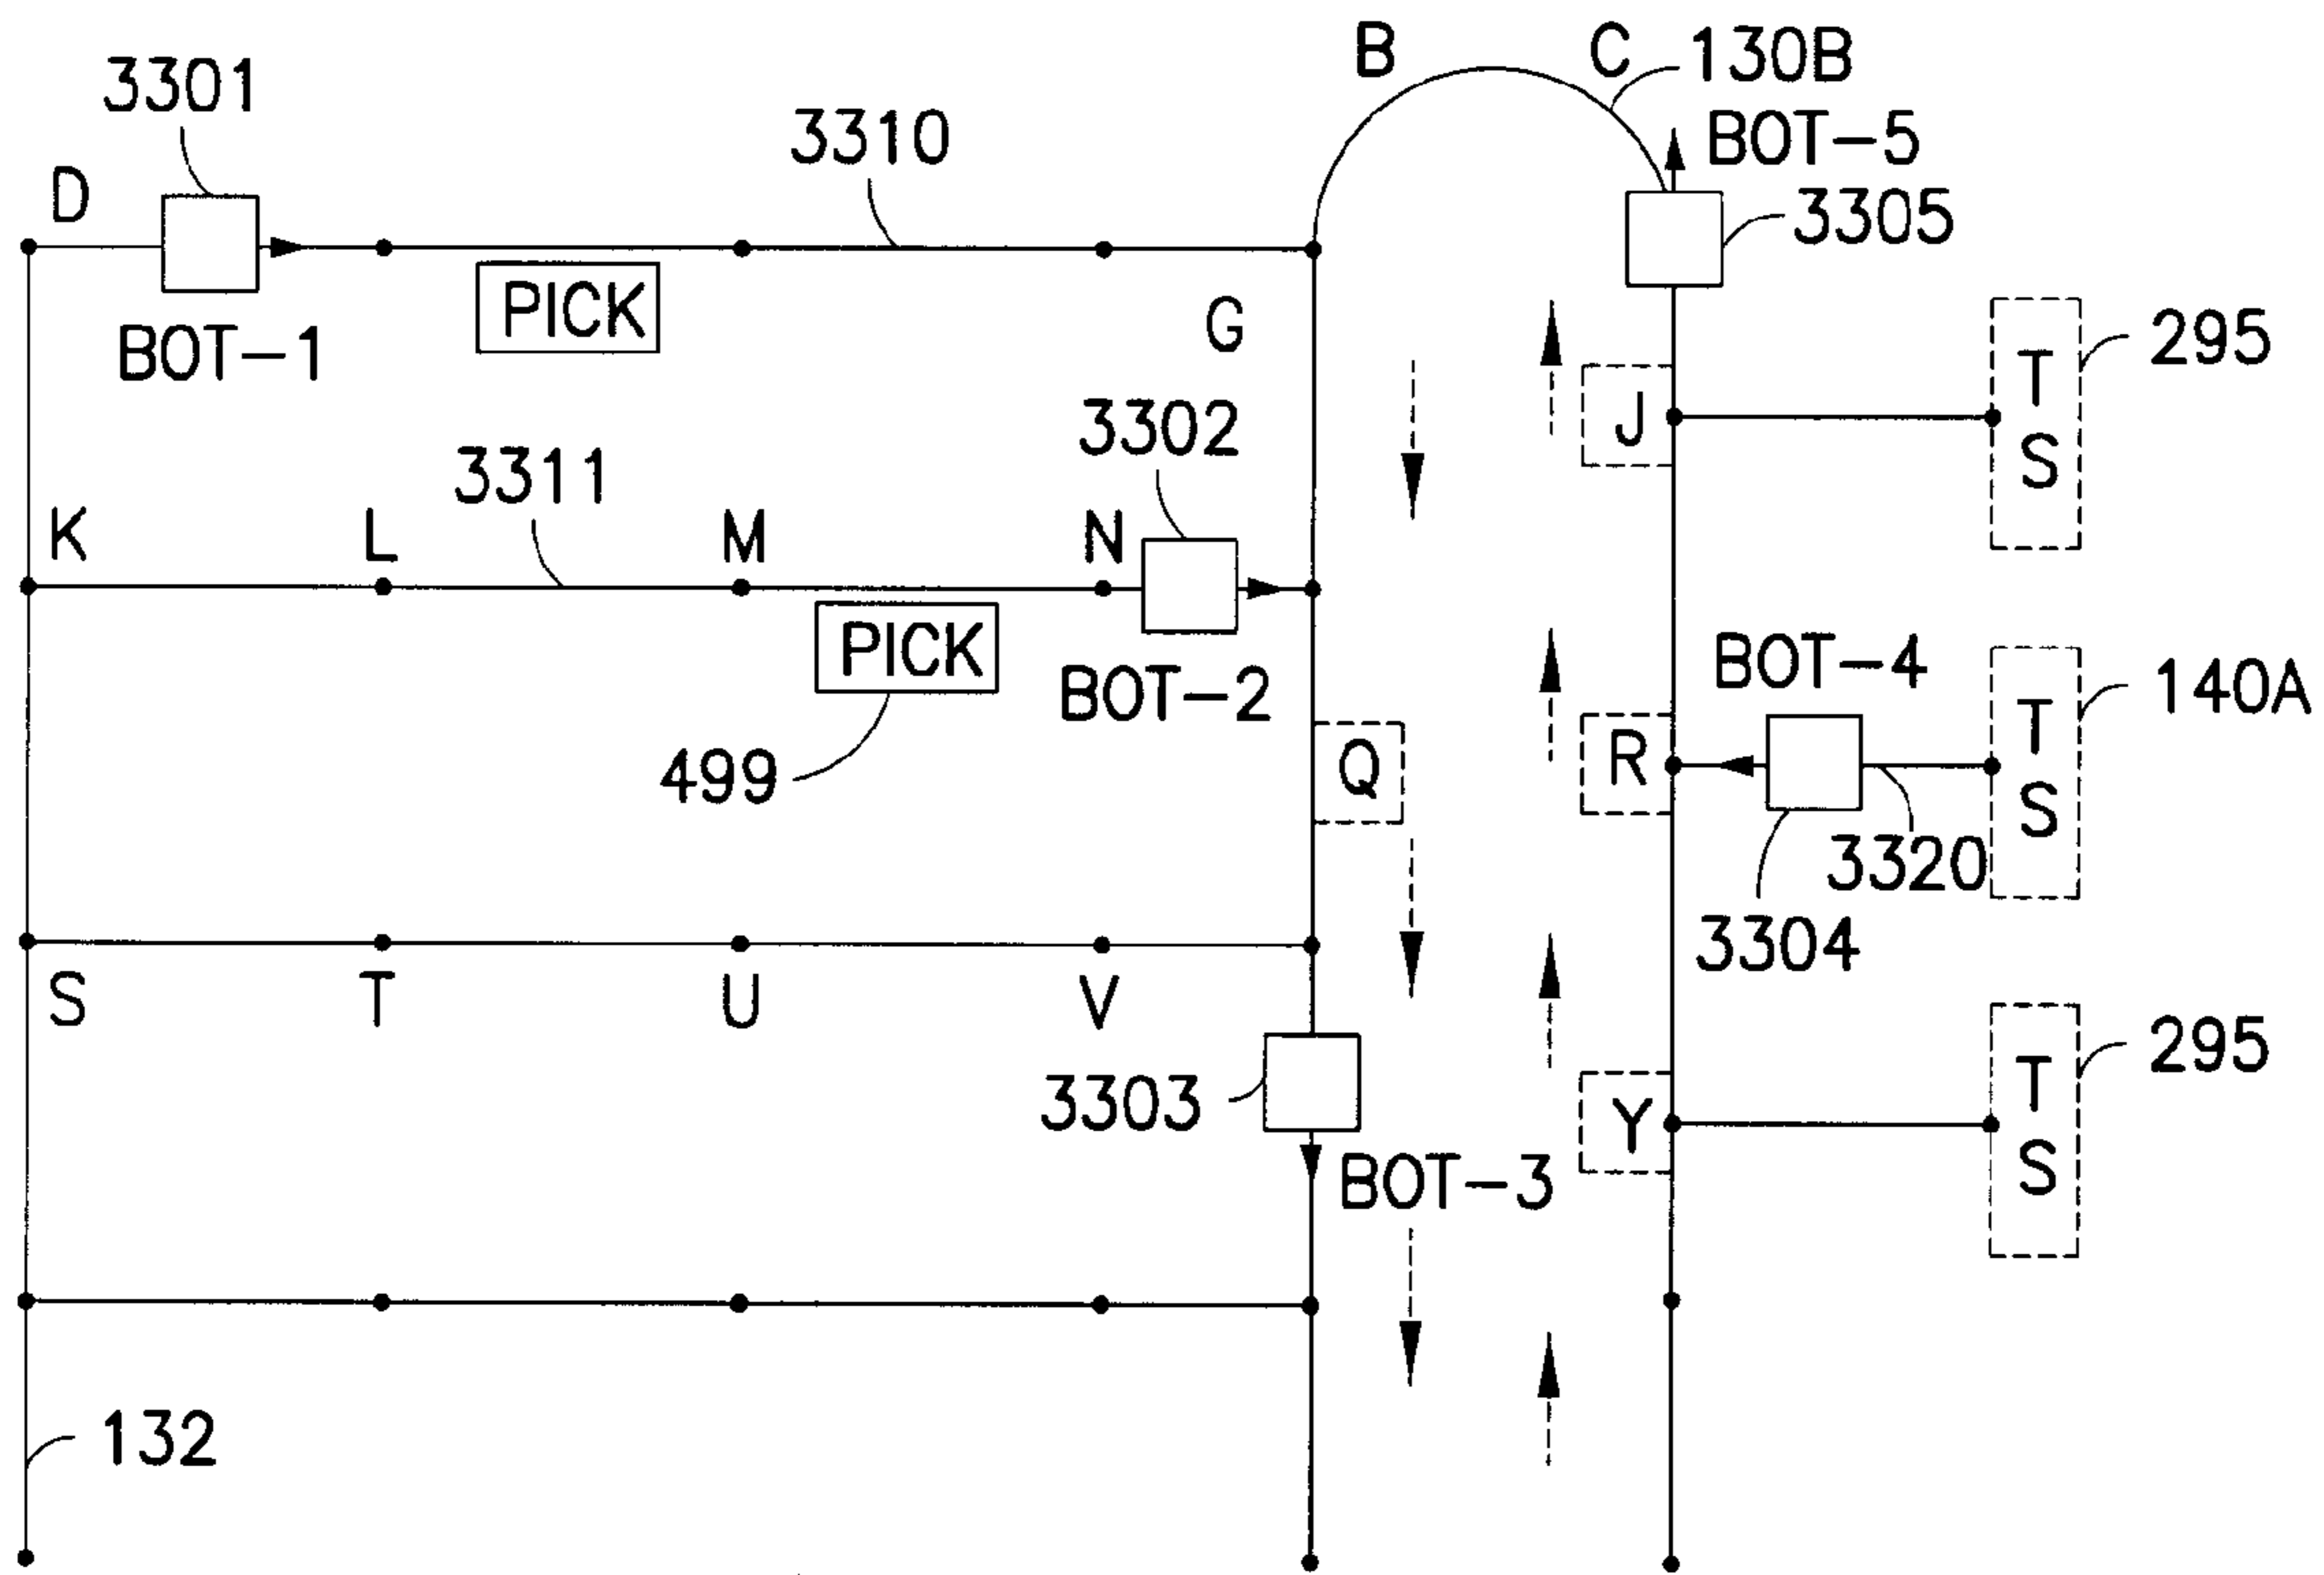 B
C
130B
3301
3310
BOT-5
D
3305
PICK
BOT-1
G
J
T
S
295
3302
3311
K
L
M
N
PICK
BOT-2
499
Q
R
BOT-4
T
S
140A
3320
3304
S
T
U
V
3303
BOT-3
Y
T
S
295
132